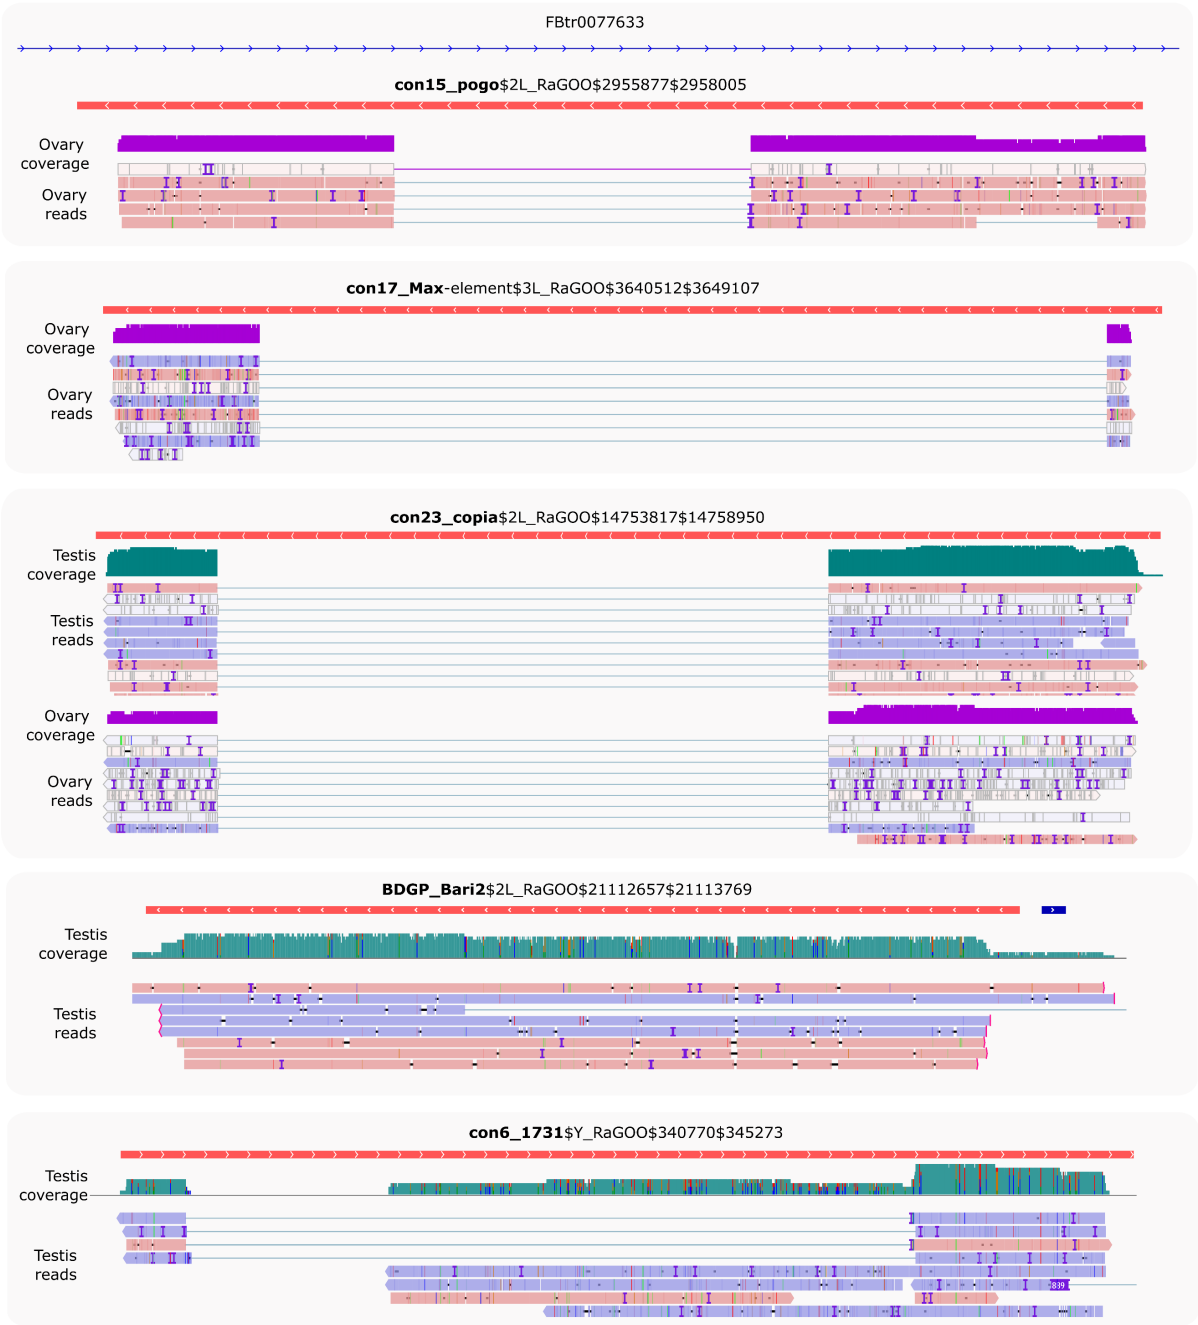 FBtr0077633
con15_pogo$2L_RaGOO$2955877$2958005
Ovary
coverage
Ovary
reads
con17_Max-element$3L_RaGOO$3640512$3649107
Ovary
coverage
Ovary
reads
con23_copia$2L_RaGOO$14753817$14758950
Testis
coverage
Testis
reads
Ovary
coverage
Ovary
reads
BDGP_Bari2$2L_RaGOO$21112657$21113769
Testis
coverage
Testis
reads
con6_1731$Y_RaGOO$340770$345273
Testis
coverage
Testis
reads
839